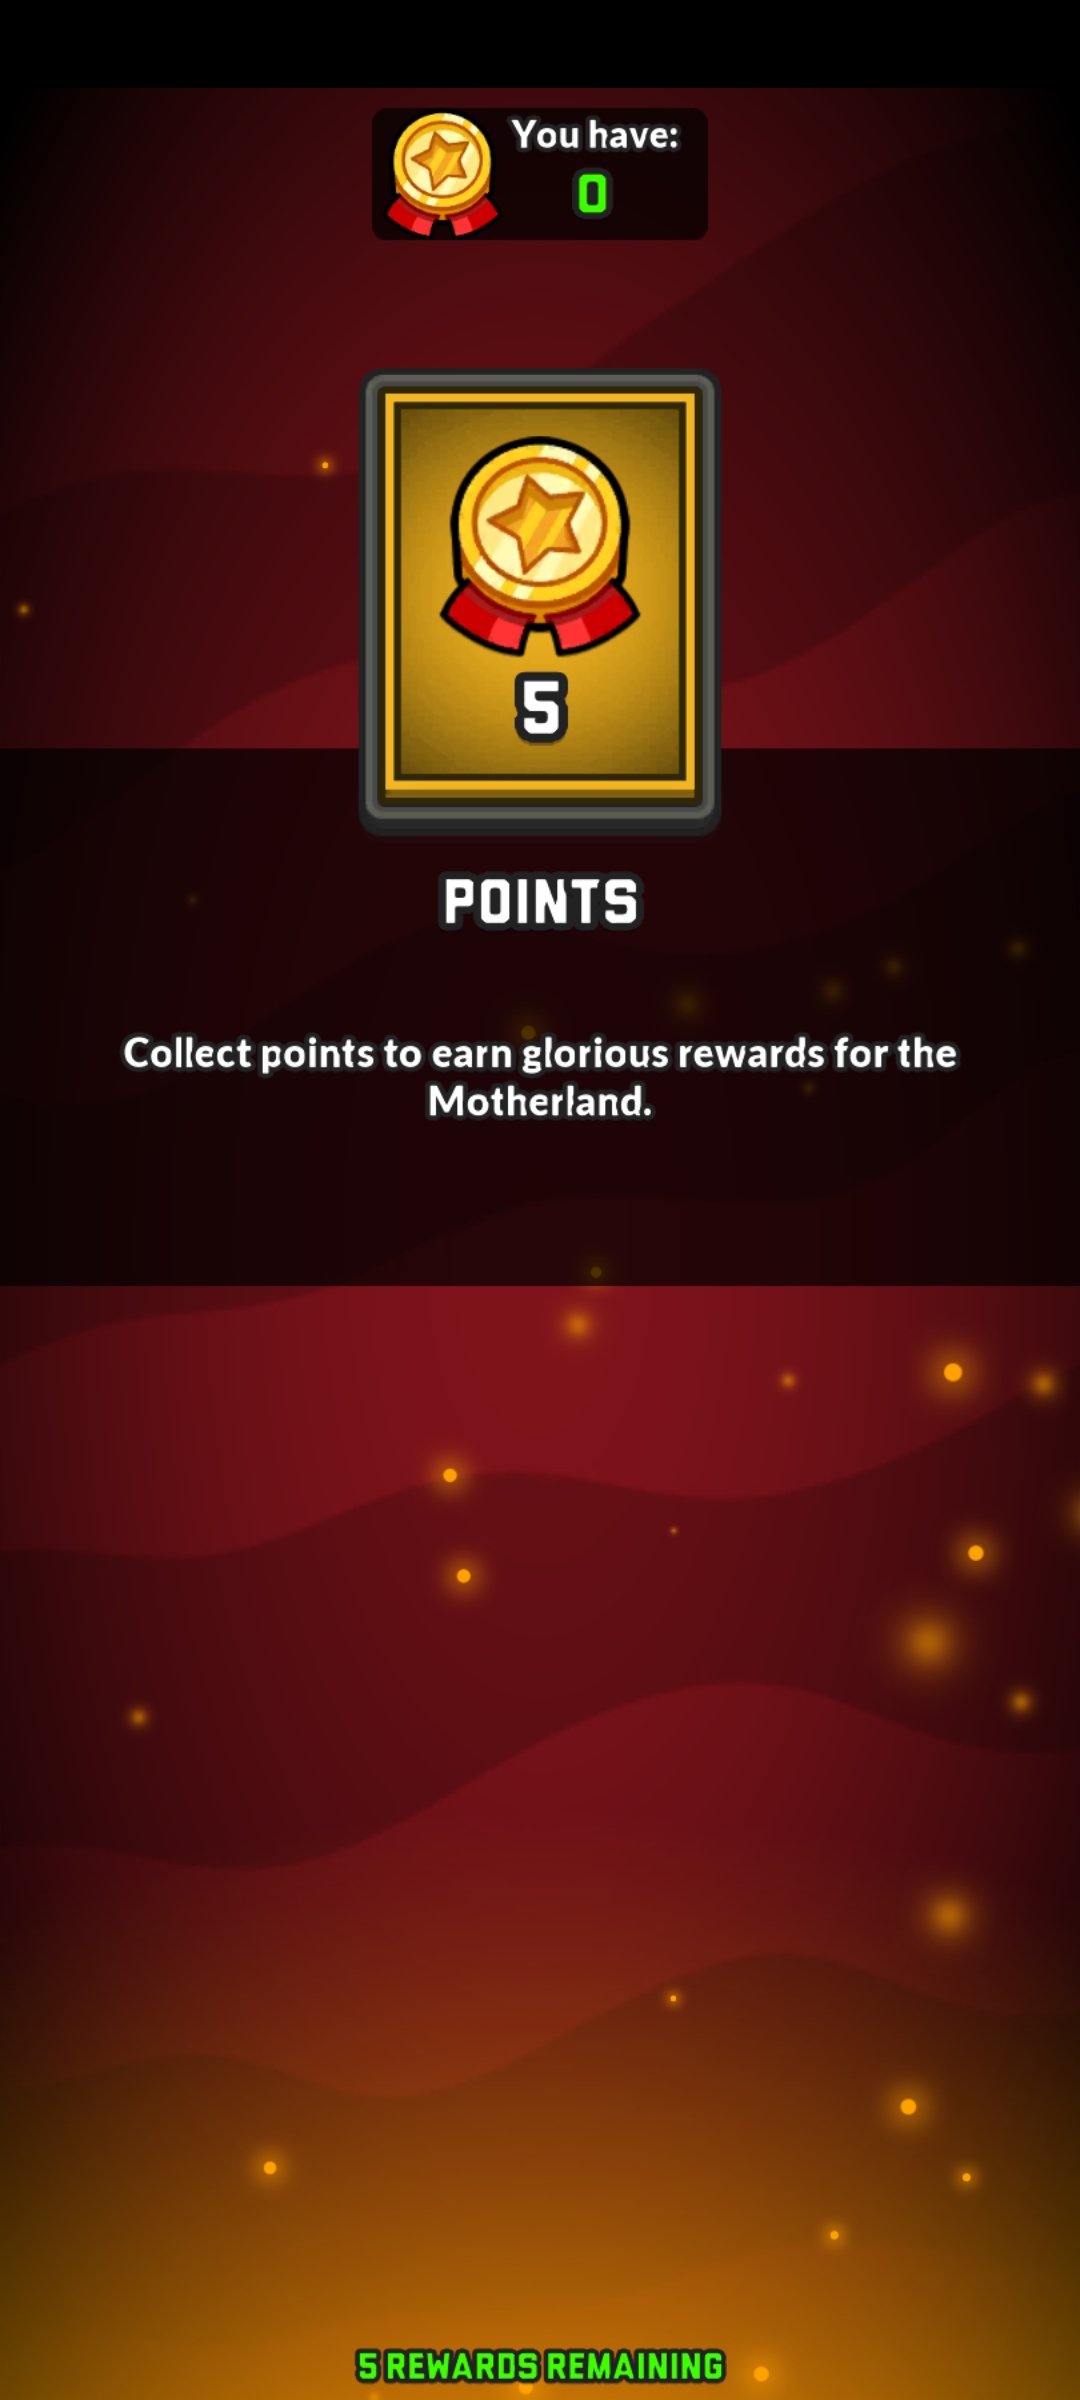 You have:
0
5
POINTS
Collect points to earn glorious rewards for the
Motherland.
5 REWARDS REMAINING